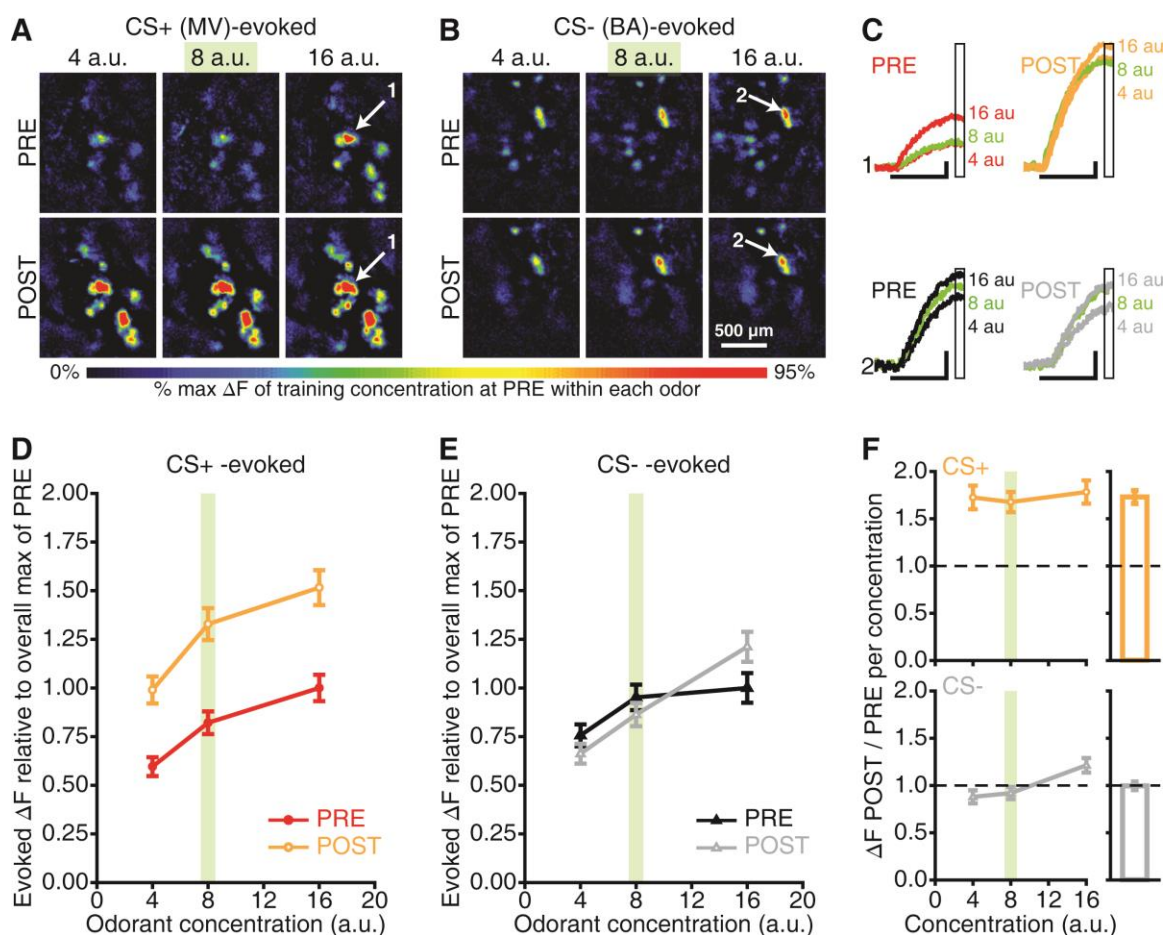 A
CS+ (MV)-evoked
4 a.u.
8 a.u.
16 a.u.
PRE
1
POST
1
B
CS- (BA)-evoked
4 a.u.
8 a.u.
16 a.u.
PRE
2
POST
2
500 µm
0%
95%
% max ΔF of training concentration at PRE within each odor
C
PRE
16 au
8 au
4 au
1
POST
16 au
8 au
4 au
PRE
16 au
8 au
4 au
2
POST
16 au
8 au
4 au
D
CS+ -evoked
Evoked ΔF relative to overall max of PRE
2.00
1.75
1.50
1.25
1.00
0.75
0.50
0.25
0.00
PRE
POST
0 4 8 12 16 20
Odorant concentration (a.u.)
E
CS- -evoked
Evoked ΔF relative to overall max of PRE
2.00
1.75
1.50
1.25
1.00
0.75
0.50
0.25
0.00
PRE
POST
0 4 8 12 16 20
Odorant concentration (a.u.)
F
ΔF POST / PRE per concentration
CS+
2.0
1.5
1.0
0.5
0.0
CS-
2.0
1.5
1.0
0.5
0.0
0 4 8 12 16
Concentration (a.u.)